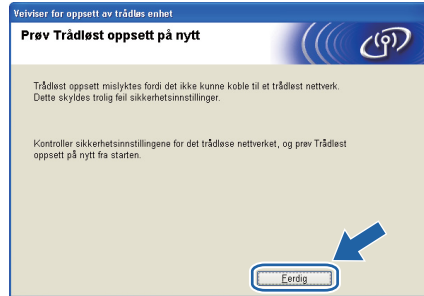 Veiviser for oppsett av trådløs enhet
Prøv Trådløst oppsett på nytt
Trådløst oppsett mislyktes fordi det ikke kunne koble til et trådløst nettverk.
Dette skyldes trolig feil sikkerhetsinnstillinger.
Kontroller sikkerhetsinnstillingene for det trådløse nettverket, og prøv Trådløst
oppsett på nytt fra starten.
Ferdig